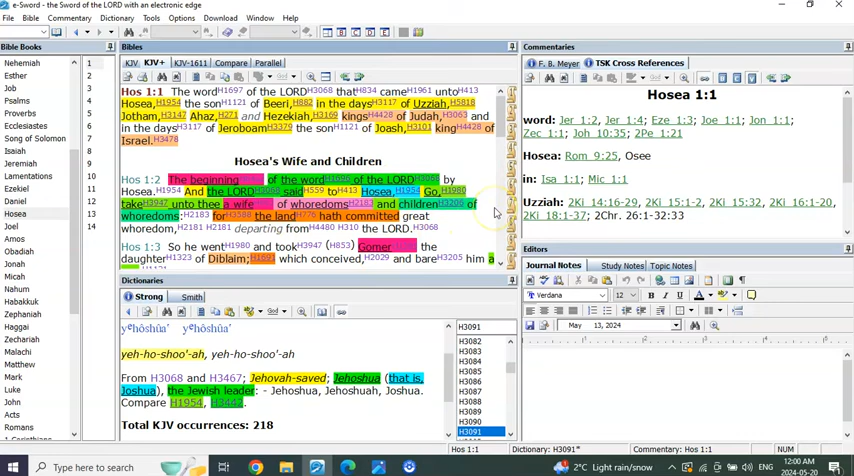 e-Sword - the Sword of the LORD with an electronic edge
File Bible Commentary Dictionary Tools Options Download Window Help
B C D E
Bible Books
Nehemiah
Esther
Job
Psalms
Proverbs
Ecclesiastes
Song of Solomon
Isaiah
Jeremiah
Lamentations
Ezekiel
Daniel
Hosea
Joel
Amos
Obadiah
Jonah
Micah
Nahum
Habakkuk
Zephaniah
Haggai
Zechariah
Malachi
Matthew
Mark
Luke
John
Acts
Romans
1 Corinthians
1
2
3
4
5
6
7
8
9
10
11
12
13
14
Bibles
KJV KJV+ KJV-1611 Compare Parallel
Hos 1:1 The word H1697 of the LORD H3068 that H834 came H1961 unto H413
Hosea, H1954 the son H1121 of Beeri, H882 in the days H3117 of Uzziah, H5818
Jotham, H3147 Ahaz, H271 and Hezekiah, H3169 kings H4428 of Judah, H3063 and
in the days H3117 of Jeroboam H3379 the son H1121 of Joash, H3101 king H4428 of
Israel. H3478
Hosea's Wife and Children
Hos 1:2 The beginning of the word H1696 of the LORD H3068 by
Hosea. H1954 And the LORD H3068 said H559 to H413 Hosea, H1954 Go, H1980
take H3947 unto thee a wife of whoredoms H2183 and children H3206 of
whoredoms: H2183 for H3588 the land H776 hath committed great
whoredom, H2181 departing from H4480 H310 the LORD. H3068
Hos 1:3 So he went H1980 and took H3947 (H853) Gomer the
daughter H1323 of Diblaim; H1691 which conceived, H2029 and bare H3205 him a
Dictionaries
Strong Smith
yᵉhôshûa‛ yᵉhôshûa‛
yeh-ho-shoo'-ah, yeh-ho-shoo'-ah
From H3068 and H3467; Jehovah-saved; Jehoshua (that is,
Joshua), the Jewish leader: - Jehoshua, Jehoshuah, Joshua.
Compare H1954, H3442.
Total KJV occurrences: 218
H3091
H3082
H3083
H3084
H3085
H3086
H3087
H3088
H3089
H3090
H3091
Commentaries
F. B. Meyer TSK Cross References
Hosea 1:1
word: Jer 1:2; Jer 1:4; Eze 1:3; Joe 1:1; Jon 1:1;
Zec 1:1; Joh 10:35; 2Pe 1:21
Hosea: Rom 9:25, Osee
in: Isa 1:1; Mic 1:1
Uzziah: 2Ki 14:16-29, 2Ki 15:1-2, 2Ki 15:32, 2Ki 16:1-20,
2Ki 18:1-37; 2Chr. 26:1-32:33
Editors
Journal Notes Study Notes Topic Notes
Verdana 12 B I U A
May 13, 2024
1 2 3 4 5
Hos 1:1 Dictionary: H3091* Commentary: Hosea 1:1 NUM
Type here to search
2°C Light rain/snow
ENG
12:00 AM
2024-05-20